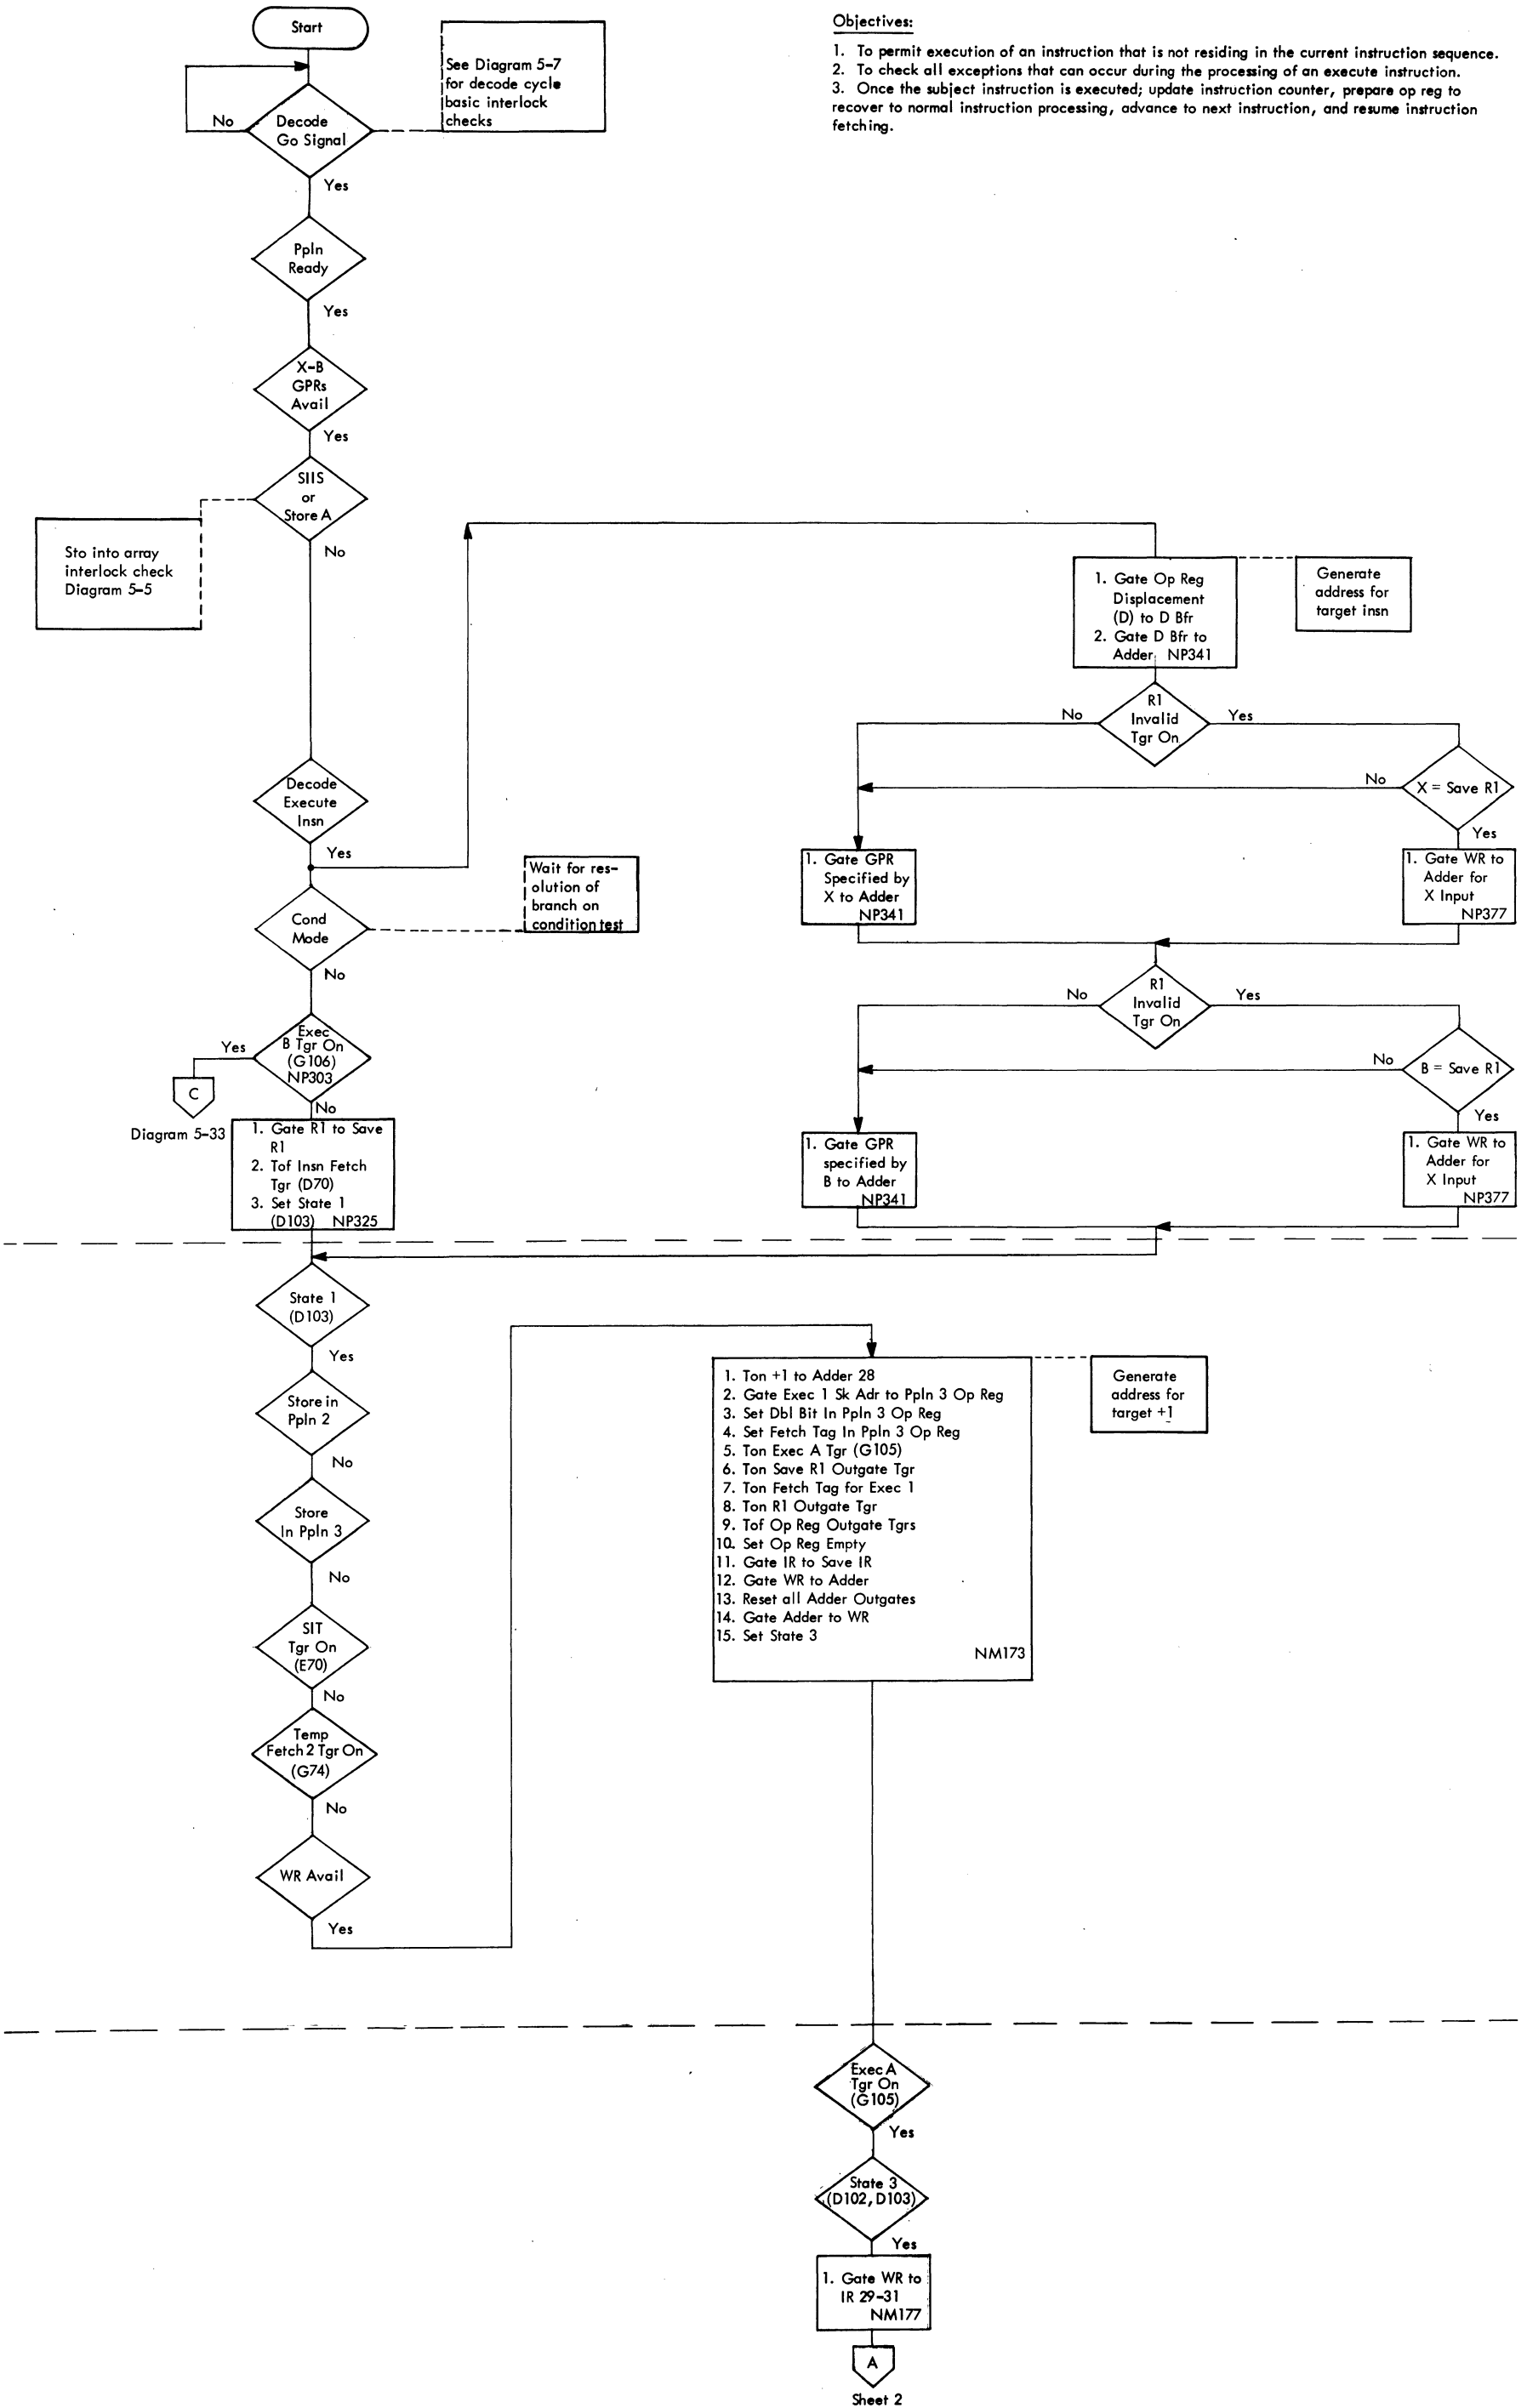 Start
See Diagram 5-7
for decode cycle
basic interlock
checks
Objectives:
1. To permit execution of an instruction that is not residing in the current instruction sequence.
2. To check all exceptions that can occur during the processing of an execute instruction.
3. Once the subject instruction is executed; update instruction counter, prepare op reg to
recover to normal instruction processing, advance to next instruction, and resume instruction
fetching.
No
Decode
Go Signal
Yes
Ppln
Ready
Yes
X-B
GPRs
Avail
Yes
SIIS
or
Store A
No
Sto into array
interlock check
Diagram 5-5
Decode
Execute
Insn
Yes
Wait for res-
olution of
branch on
condition test
Cond
Mode
No
Exec
B Tgr On
(G106)
NP303
Yes
C
Diagram 5-33
No
1. Gate R1 to Save
R1
2. Tof Insn Fetch
Tgr (D70)
3. Set State 1
(D103) NP325
1. Gate Op Reg
Displacement
(D) to D Bfr
2. Gate D Bfr to
Adder NP341
Generate
address for
target insn
R1
Invalid
Tgr On
No
Yes
X = Save R1
No
Yes
1. Gate GPR
Specified by
X to Adder
NP341
1. Gate WR to
Adder for
X Input
NP377
R1
Invalid
Tgr On
No
Yes
B = Save R1
No
Yes
1. Gate GPR
specified by
B to Adder
NP341
1. Gate WR to
Adder for
X Input
NP377
State 1
(D103)
Yes
Store in
Ppln 2
No
Store
In Ppln 3
No
SIT
Tgr On
(E70)
No
Temp
Fetch 2 Tgr On
(G74)
No
WR Avail
Yes
1. Ton +1 to Adder 28
2. Gate Exec 1 Sk Adr to Ppln 3 Op Reg
3. Set Dbl Bit In Ppln 3 Op Reg
4. Set Fetch Tag In Ppln 3 Op Reg
5. Ton Exec A Tgr (G105)
6. Ton Save R1 Outgate Tgr
7. Ton Fetch Tag for Exec 1
8. Ton R1 Outgate Tgr
9. Tof Op Reg Outgate Tgrs
10. Set Op Reg Empty
11. Gate IR to Save IR
12. Gate WR to Adder
13. Reset all Adder Outgates
14. Gate Adder to WR
15. Set State 3
NM173
Generate
address for
target +1
Exec A
Tgr On
(G105)
Yes
State 3
(D102, D103)
Yes
1. Gate WR to
IR 29-31
NM177
A
Sheet 2